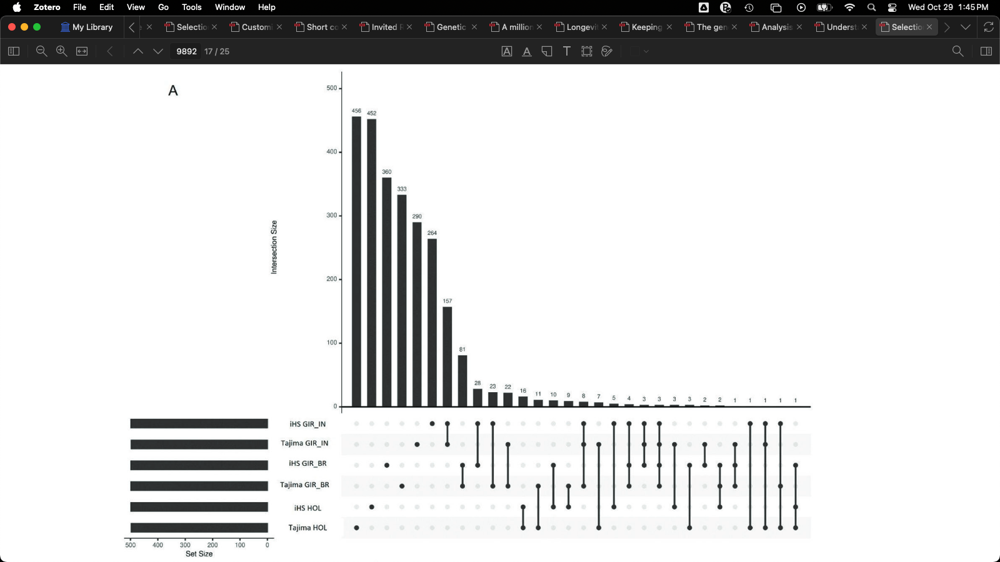 Zotero File Edit View Go Tools Window Help Wed Oct 29 1:45 PM
My Library Selectio Customi Short co Invited R Genetic A million Longevit Keeping The gen Analysis Underst Selectio
9892 17 / 25
A
500
400
300
200
100
0
Intersection Size
456 452 360 333 290 264 157 81 28 23 22 16 11 10 9 8 7 5 4 3 3 3 3 2 2 1 1 1 1 1
iHS GIR_IN
Tajima GIR_IN
iHS GIR_BR
Tajima GIR_BR
iHS HOL
Tajima HOL
500 400 300 200 100 0
Set Size